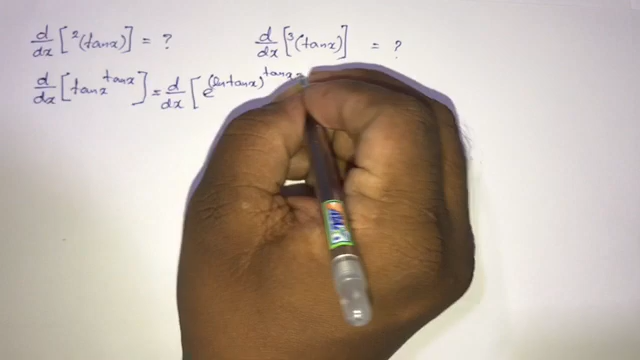 d/dx [²(tanx)] = ? d/dx [³(tanx)] = ?
d/dx [tanx^tanx] = d/dx [e^(ln tanx)^tanx